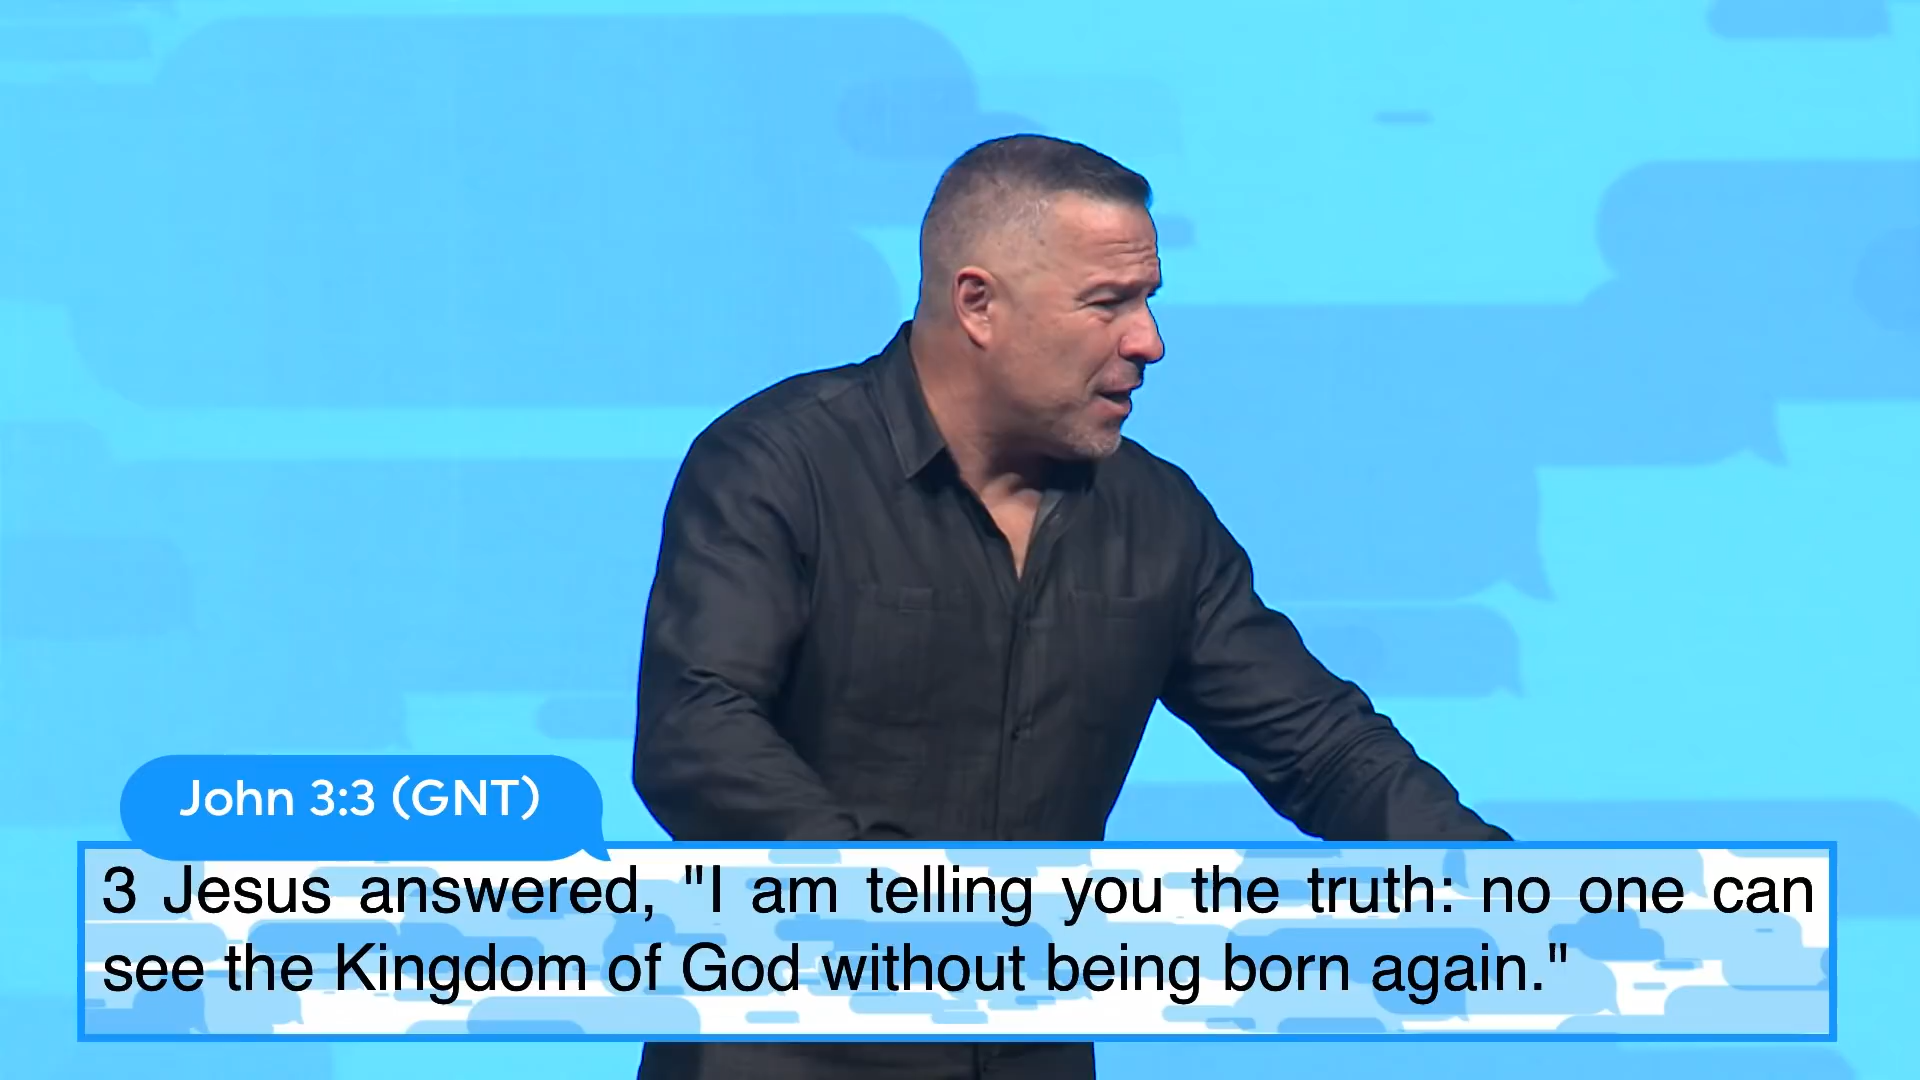 John 3:3 (GNT)
3 Jesus answered, "I am telling you the truth: no one can
see the Kingdom of God without being born again."